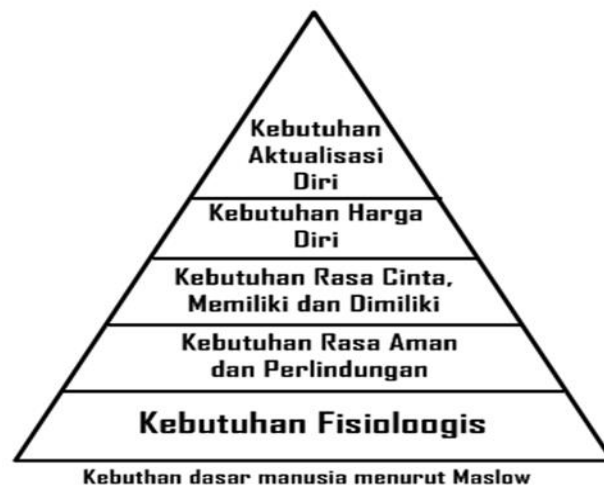 Kebutuhan
Aktualisasi
Diri
Kebutuhan Harga
Diri
Kebutuhan Rasa Cinta,
Memiliki dan Dimiliki
Kebutuhan Rasa Aman
dan Perlindungan
Kebutuhan Fisioloogis
Kebuthan dasar manusia menurut Maslow